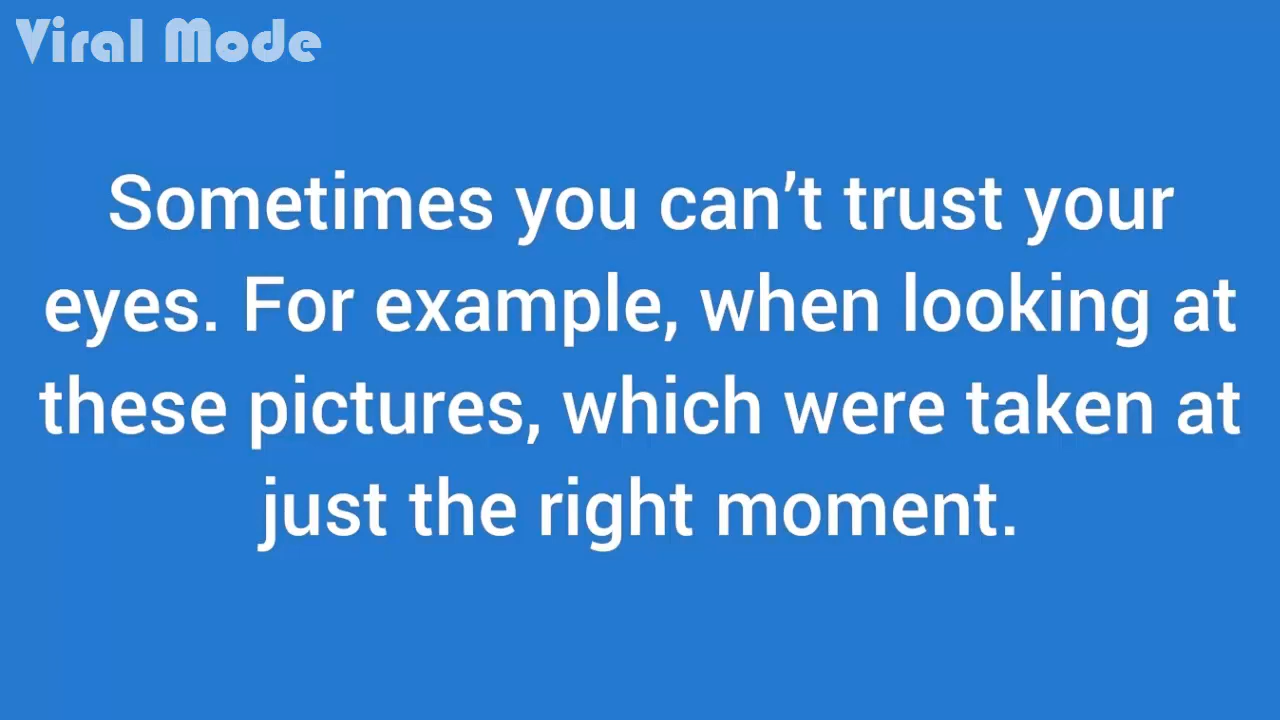 Viral Mode
Sometimes you can’t trust your
eyes. For example, when looking at
these pictures, which were taken at
just the right moment.